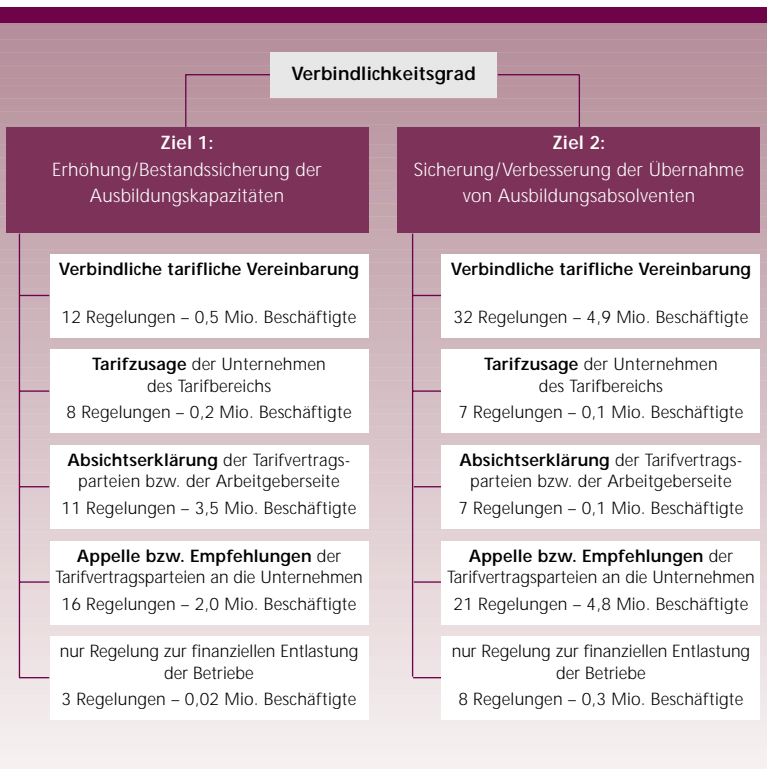 Verbindlichkeitsgrad
Ziel 1:
Erhöhung/Bestandssicherung der
Ausbildungskapazitäten
Verbindliche tarifliche Vereinbarung
12 Regelungen – 0,5 Mio. Beschäftigte
Tarifzusage der Unternehmen
des Tarifbereichs
8 Regelungen – 0,2 Mio. Beschäftigte
Absichtserklärung der Tarifvertrags-
parteien bzw. der Arbeitgeberseite
11 Regelungen – 3,5 Mio. Beschäftigte
Appelle bzw. Empfehlungen der
Tarifvertragsparteien an die Unternehmen
16 Regelungen – 2,0 Mio. Beschäftigte
nur Regelung zur finanziellen Entlastung
der Betriebe
3 Regelungen – 0,02 Mio. Beschäftigte
Ziel 2:
Sicherung/Verbesserung der Übernahme
von Ausbildungsabsolventen
Verbindliche tarifliche Vereinbarung
32 Regelungen – 4,9 Mio. Beschäftigte
Tarifzusage der Unternehmen
des Tarifbereichs
7 Regelungen – 0,1 Mio. Beschäftigte
Absichtserklärung der Tarifvertrags-
parteien bzw. der Arbeitgeberseite
7 Regelungen – 0,1 Mio. Beschäftigte
Appelle bzw. Empfehlungen der
Tarifvertragsparteien an die Unternehmen
21 Regelungen – 4,8 Mio. Beschäftigte
nur Regelung zur finanziellen Entlastung
der Betriebe
8 Regelungen – 0,3 Mio. Beschäftigte